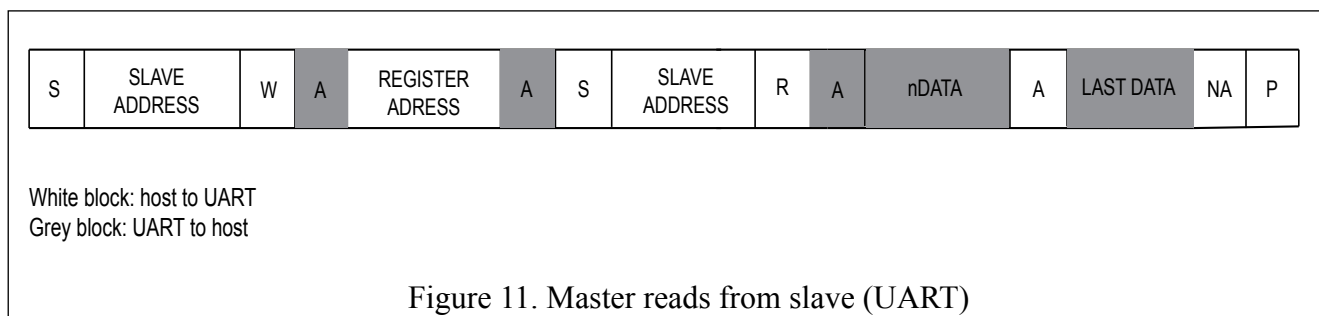 S SLAVE ADDRESS W A REGISTER ADRESS A S SLAVE ADDRESS R A nDATA A LAST DATA NA P
White block: host to UART
Grey block: UART to host
Figure 11. Master reads from slave (UART)